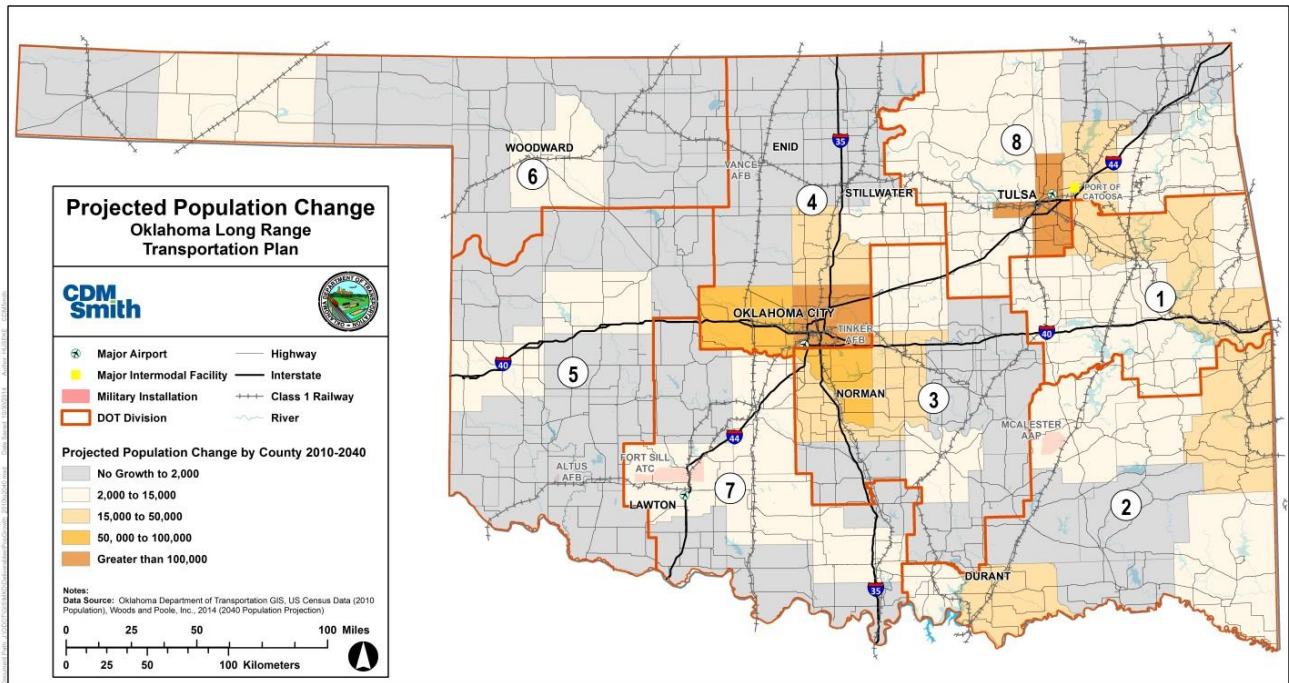 Projected Population Change
Oklahoma Long Range
Transportation Plan
CDM
Smith
OKLAHOMA DEPARTMENT OF TRANSPORTATION
Major Airport
Highway
Major Intermodal Facility
Interstate
Military Installation
Class 1 Railway
DOT Division
River
Projected Population Change by County 2010-2040
No Growth to 2,000
2,000 to 15,000
15,000 to 50,000
50, 000 to 100,000
Greater than 100,000
Notes:
Data Source: Oklahoma Department of Transportation GIS, US Census Data (2010
Population), Woods and Poole, Inc., 2014 (2040 Population Projection)
0 25 50 100 Miles
0 25 50 100 Kilometers
WOODWARD
6
VANCE
AFB
ENID
35
4
STILLWATER
8
44
TULSA
PORT OF
CATOOSA
1
40
OKLAHOMA CITY
TINKER
AFB
40
5
NORMAN
3
MCALESTER
AAP
44
FORT SILL
ATC
ALTUS
AFB
7
LAWTON
2
DURANT
35